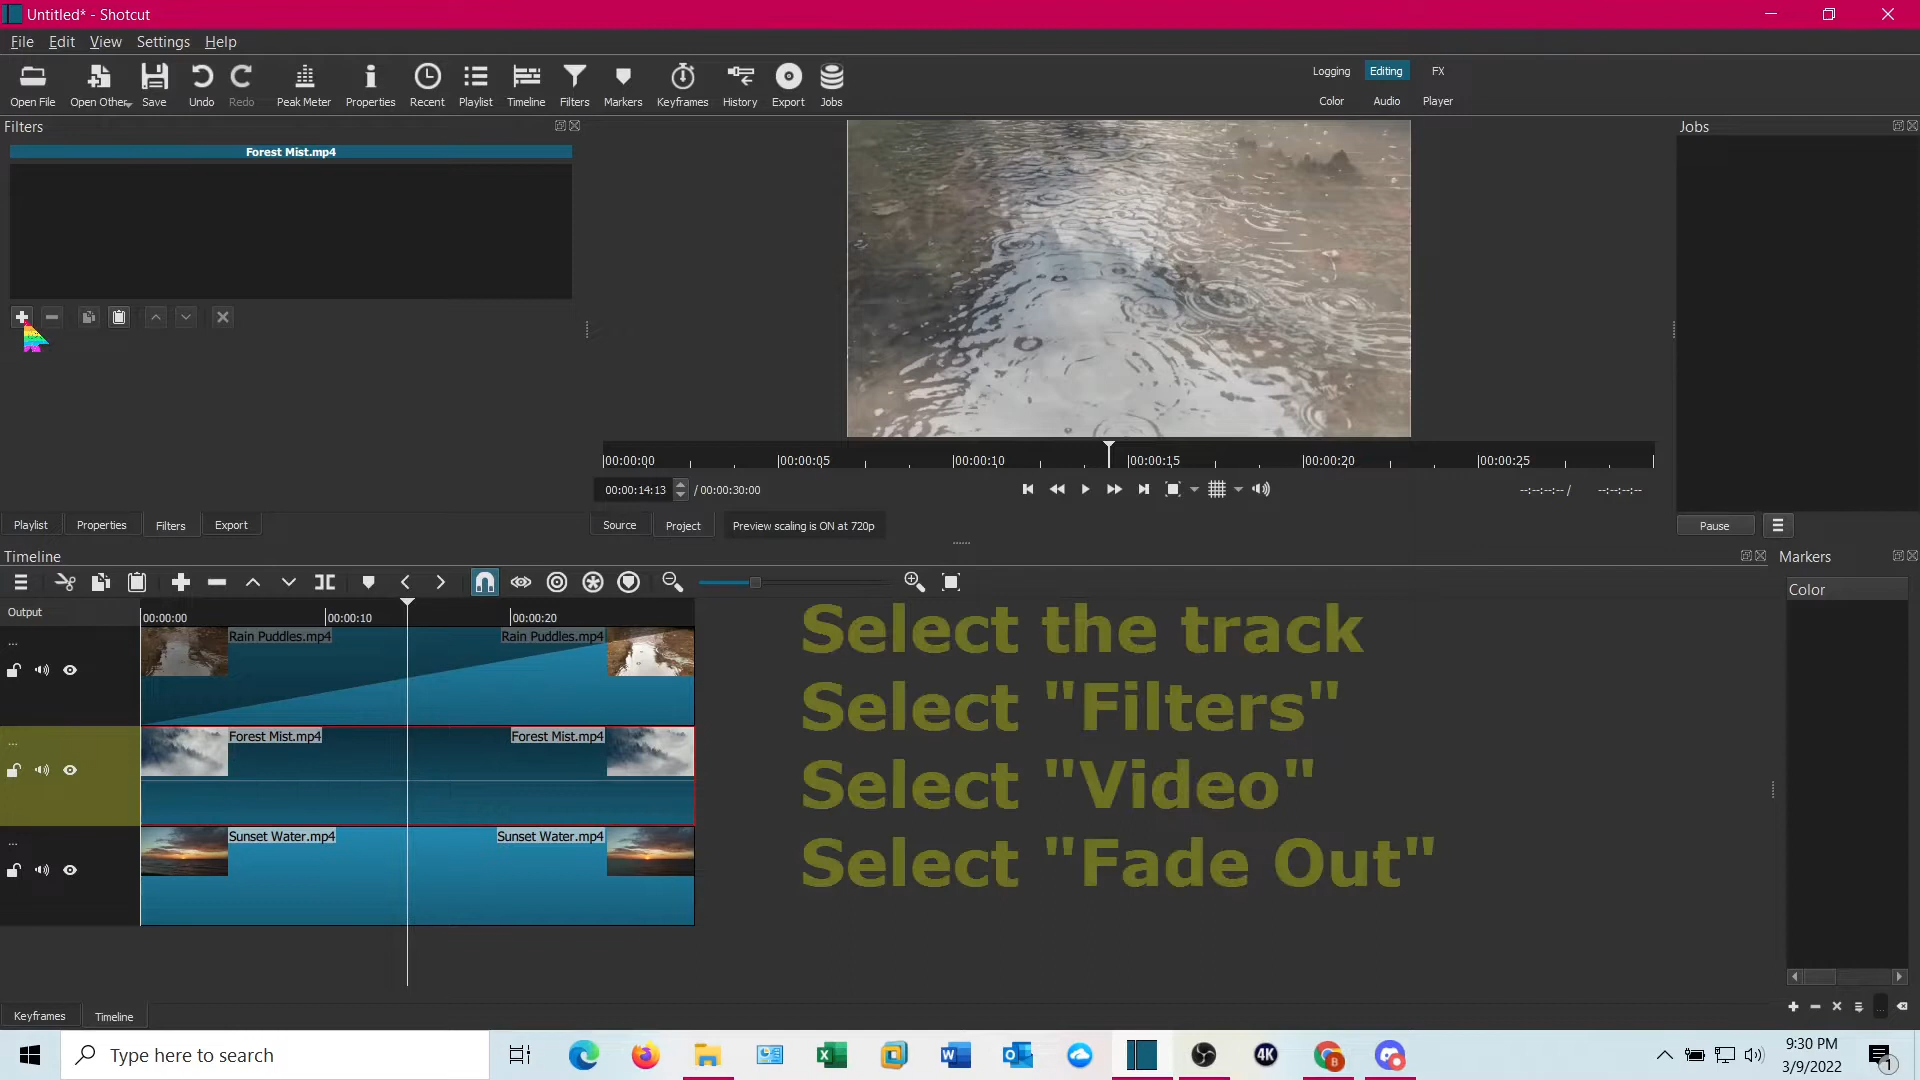 Untitled* - Shotcut
File Edit View Settings Help
Open File Open Other Save Undo Redo Peak Meter Properties Recent Playlist Timeline Filters Markers Keyframes History Export Jobs
Logging Editing FX
Color Audio Player
Filters
Forest Mist.mp4
Jobs
00:00:00 00:00:05 00:00:10 00:00:15 00:00:20 00:00:25
00:00:14:13 / 00:00:30:00
--:--:--:-- / --:--:--:--
Playlist Properties Filters Export
Source Project Preview scaling is ON at 720p
Pause
Timeline
Markers
Color
Output
00:00:00 00:00:10 00:00:20
...
Rain Puddles.mp4 Rain Puddles.mp4
...
Forest Mist.mp4 Forest Mist.mp4
...
Sunset Water.mp4 Sunset Water.mp4
Select the track
Select "Filters"
Select "Video"
Select "Fade Out"
Keyframes Timeline
Type here to search
4K
B
9:30 PM
3/9/2022
1